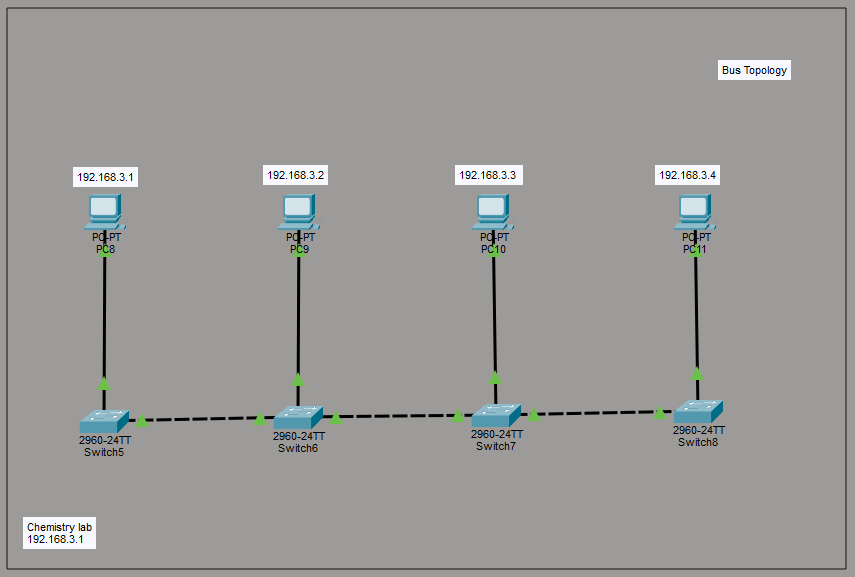 Bus Topology
192.168.3.1
192.168.3.2
192.168.3.3
192.168.3.4
PC-PT
PC8
PC-PT
PC9
PC-PT
PC10
PC-PT
PC11
2960-24TT
Switch5
2960-24TT
Switch6
2960-24TT
Switch7
2960-24TT
Switch8
Chemistry lab
192.168.3.1